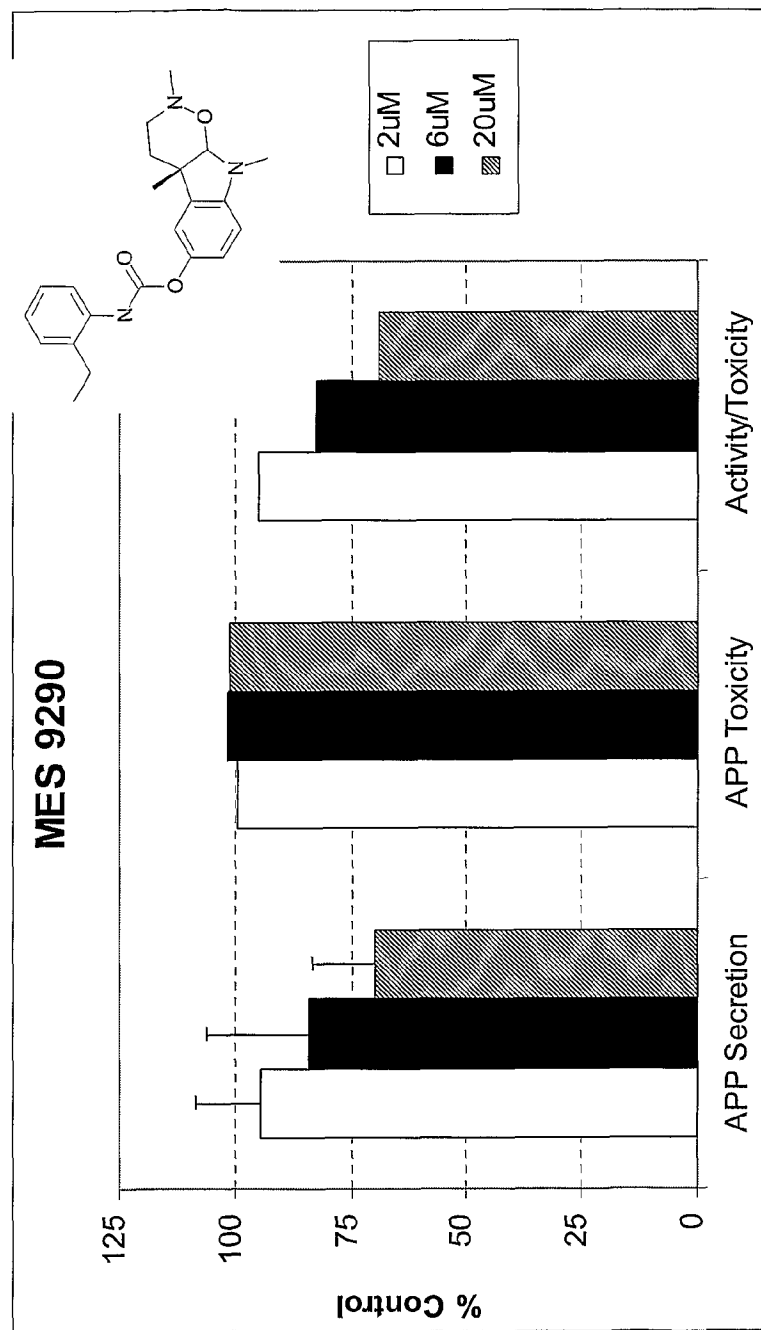 MES 9290
N
O
N
O
O
N
2uM
6uM
20uM
% Control
125
100
75
50
25
0
APP Secretion
APP Toxicity
Activity/Toxicity